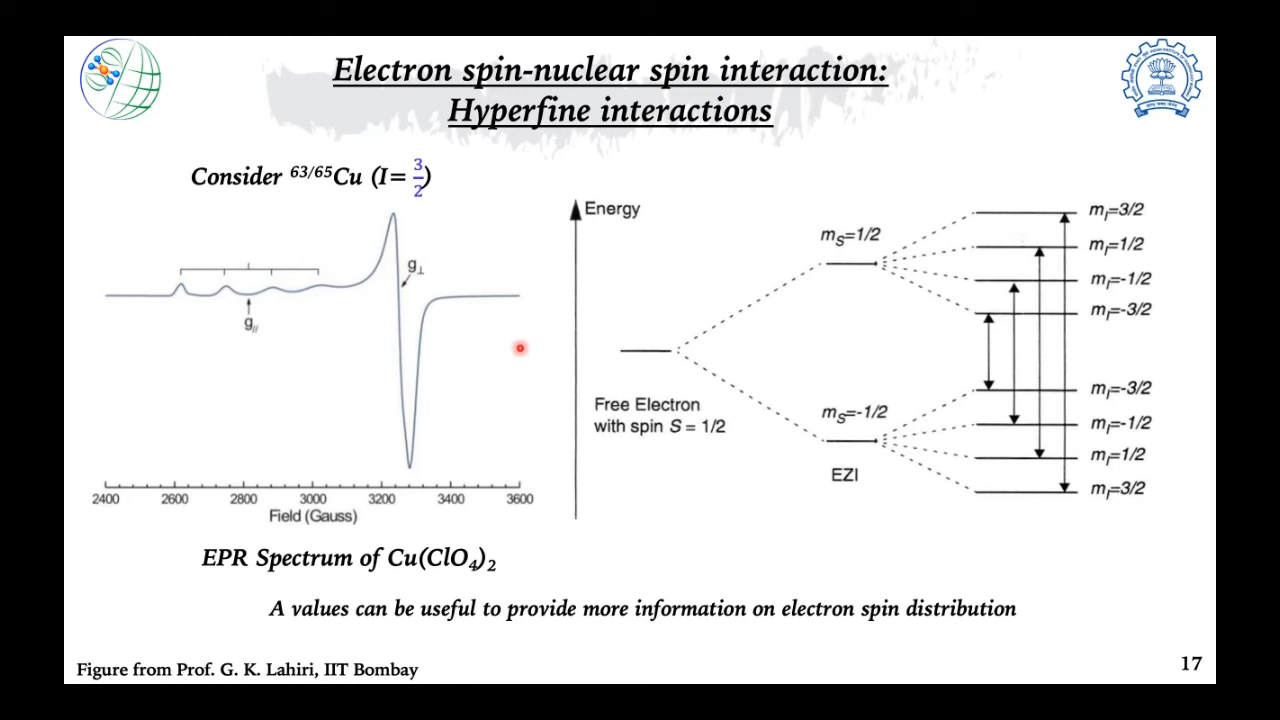 Electron spin-nuclear spin interaction:
Hyperfine interactions
Consider ⁶³ᐟ⁶⁵Cu (I= 3/2)
g⊥
g//
2400 2600 2800 3000 3200 3400 3600
Field (Gauss)
EPR Spectrum of Cu(ClO₄)₂
Energy
Free Electron
with spin S = 1/2
mS=1/2
mS=-1/2
EZI
mI=3/2
mI=1/2
mI=-1/2
mI=-3/2
mI=-3/2
mI=-1/2
mI=1/2
mI=3/2
A values can be useful to provide more information on electron spin distribution
Figure from Prof. G. K. Lahiri, IIT Bombay
17